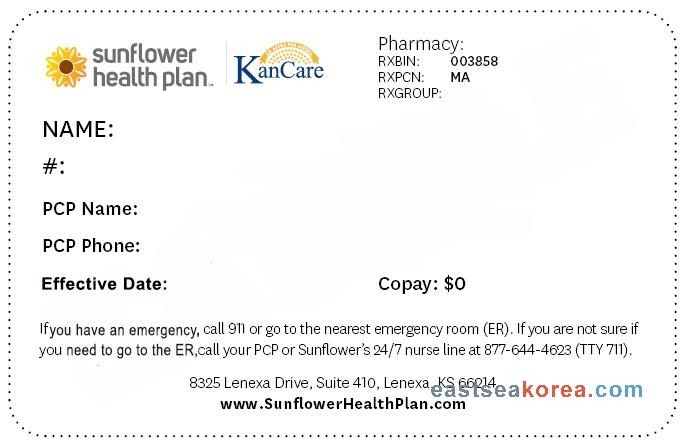 sunflower
health plan™
KanCare
Pharmacy:
RXBIN: 003858
RXPCN: MA
RXGROUP:
NAME:
#:
PCP Name:
PCP Phone:
Effective Date:
Copay: $0
If you have an emergency, call 911 or go to the nearest emergency room (ER). If you are not sure if
you need to go to the ER,call your PCP or Sunflower's 24/7 nurse line at 877-644-4623 (TTY 711).
8325 Lenexa Drive, Suite 410, Lenexa, KS 66214
eastseakorea.com
www.SunflowerHealthPlan.com